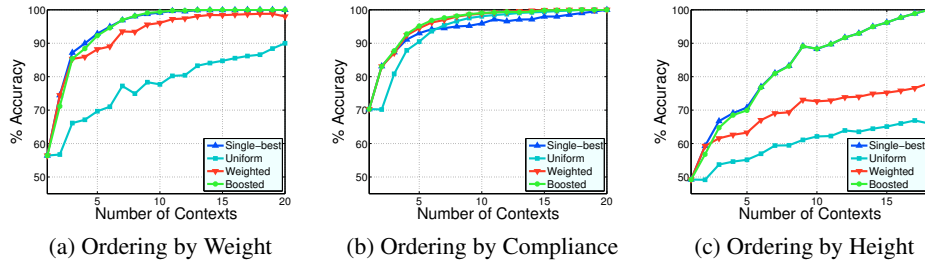 100
90
80
70
60
50
% Accuracy
5 10 15 20
Number of Contexts
Single-best
Uniform
Weighted
Boosted
(a) Ordering by Weight
100
90
80
70
60
50
% Accuracy
5 10 15 20
Number of Contexts
Single-best
Uniform
Weighted
Boosted
(b) Ordering by Compliance
100
90
80
70
60
50
% Accuracy
5 10 15
Number of Contexts
Single-best
Uniform
Weighted
Boosted
(c) Ordering by Height